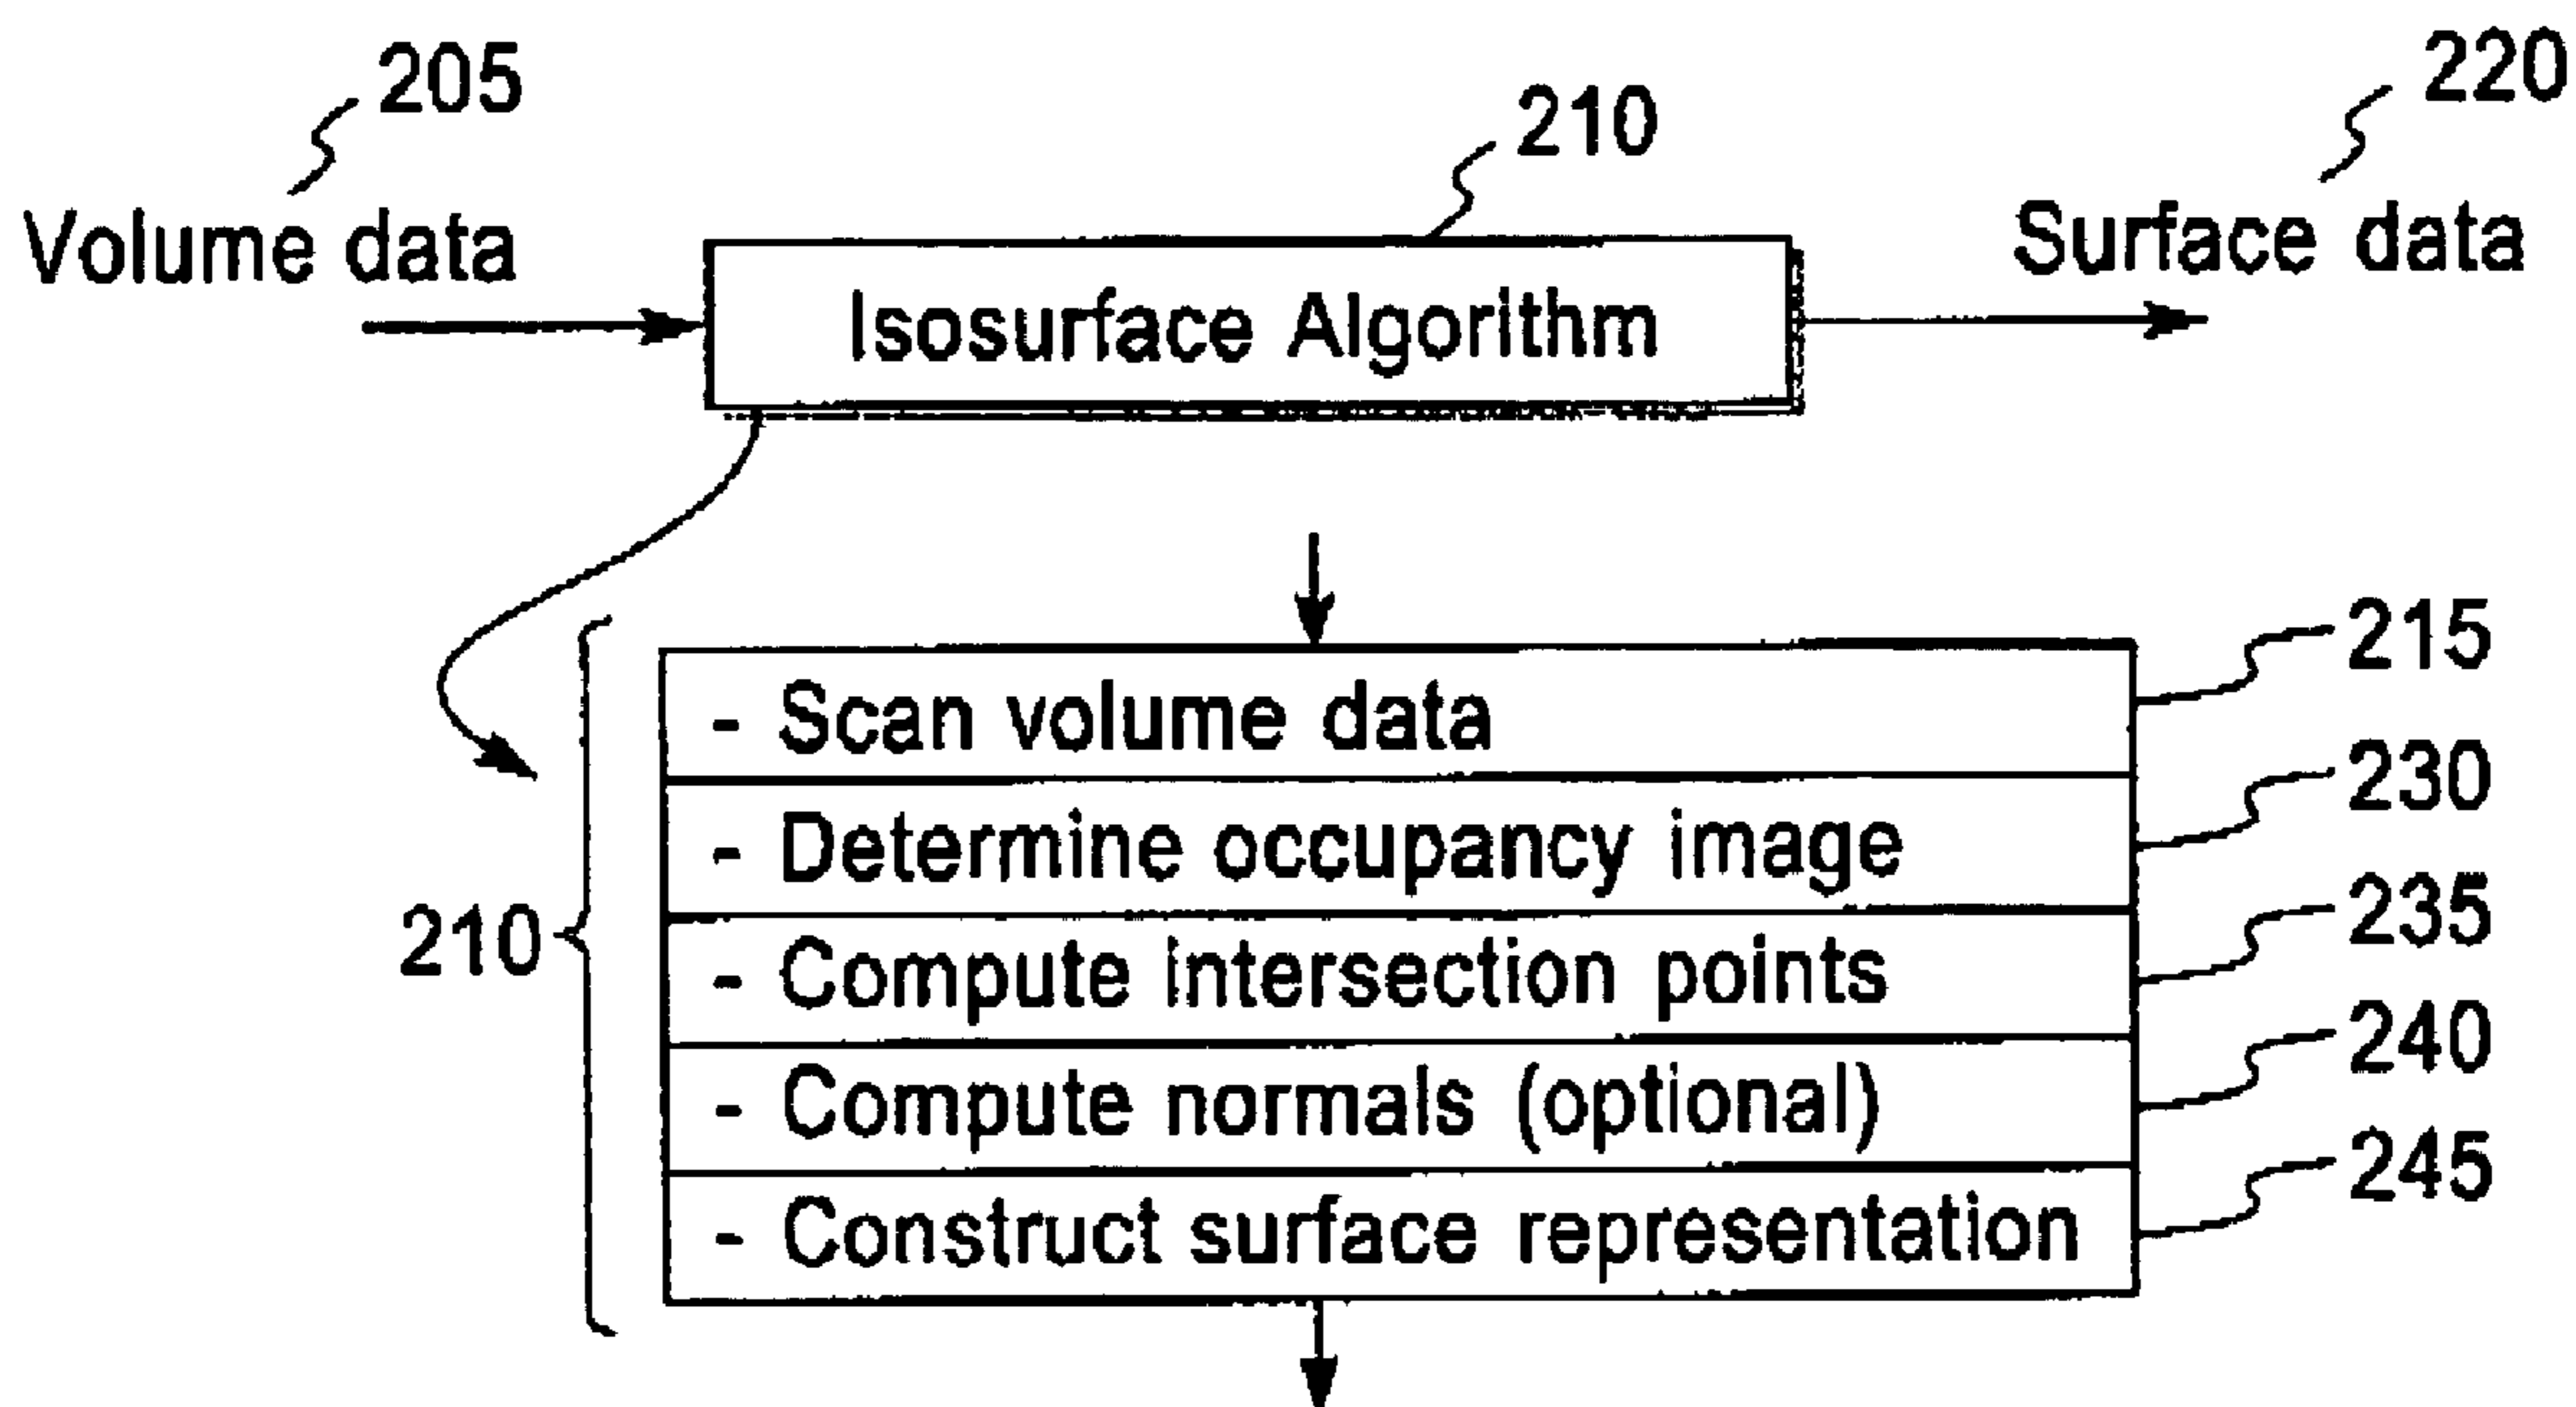 205
220
210
Volume data
Surface data
Isosurface Algorithm
215
- Scan volume data
230
- Determine occupancy image
235
210
- Compute intersection points
240
- Compute normals (optional)
245
- Construct surface representation